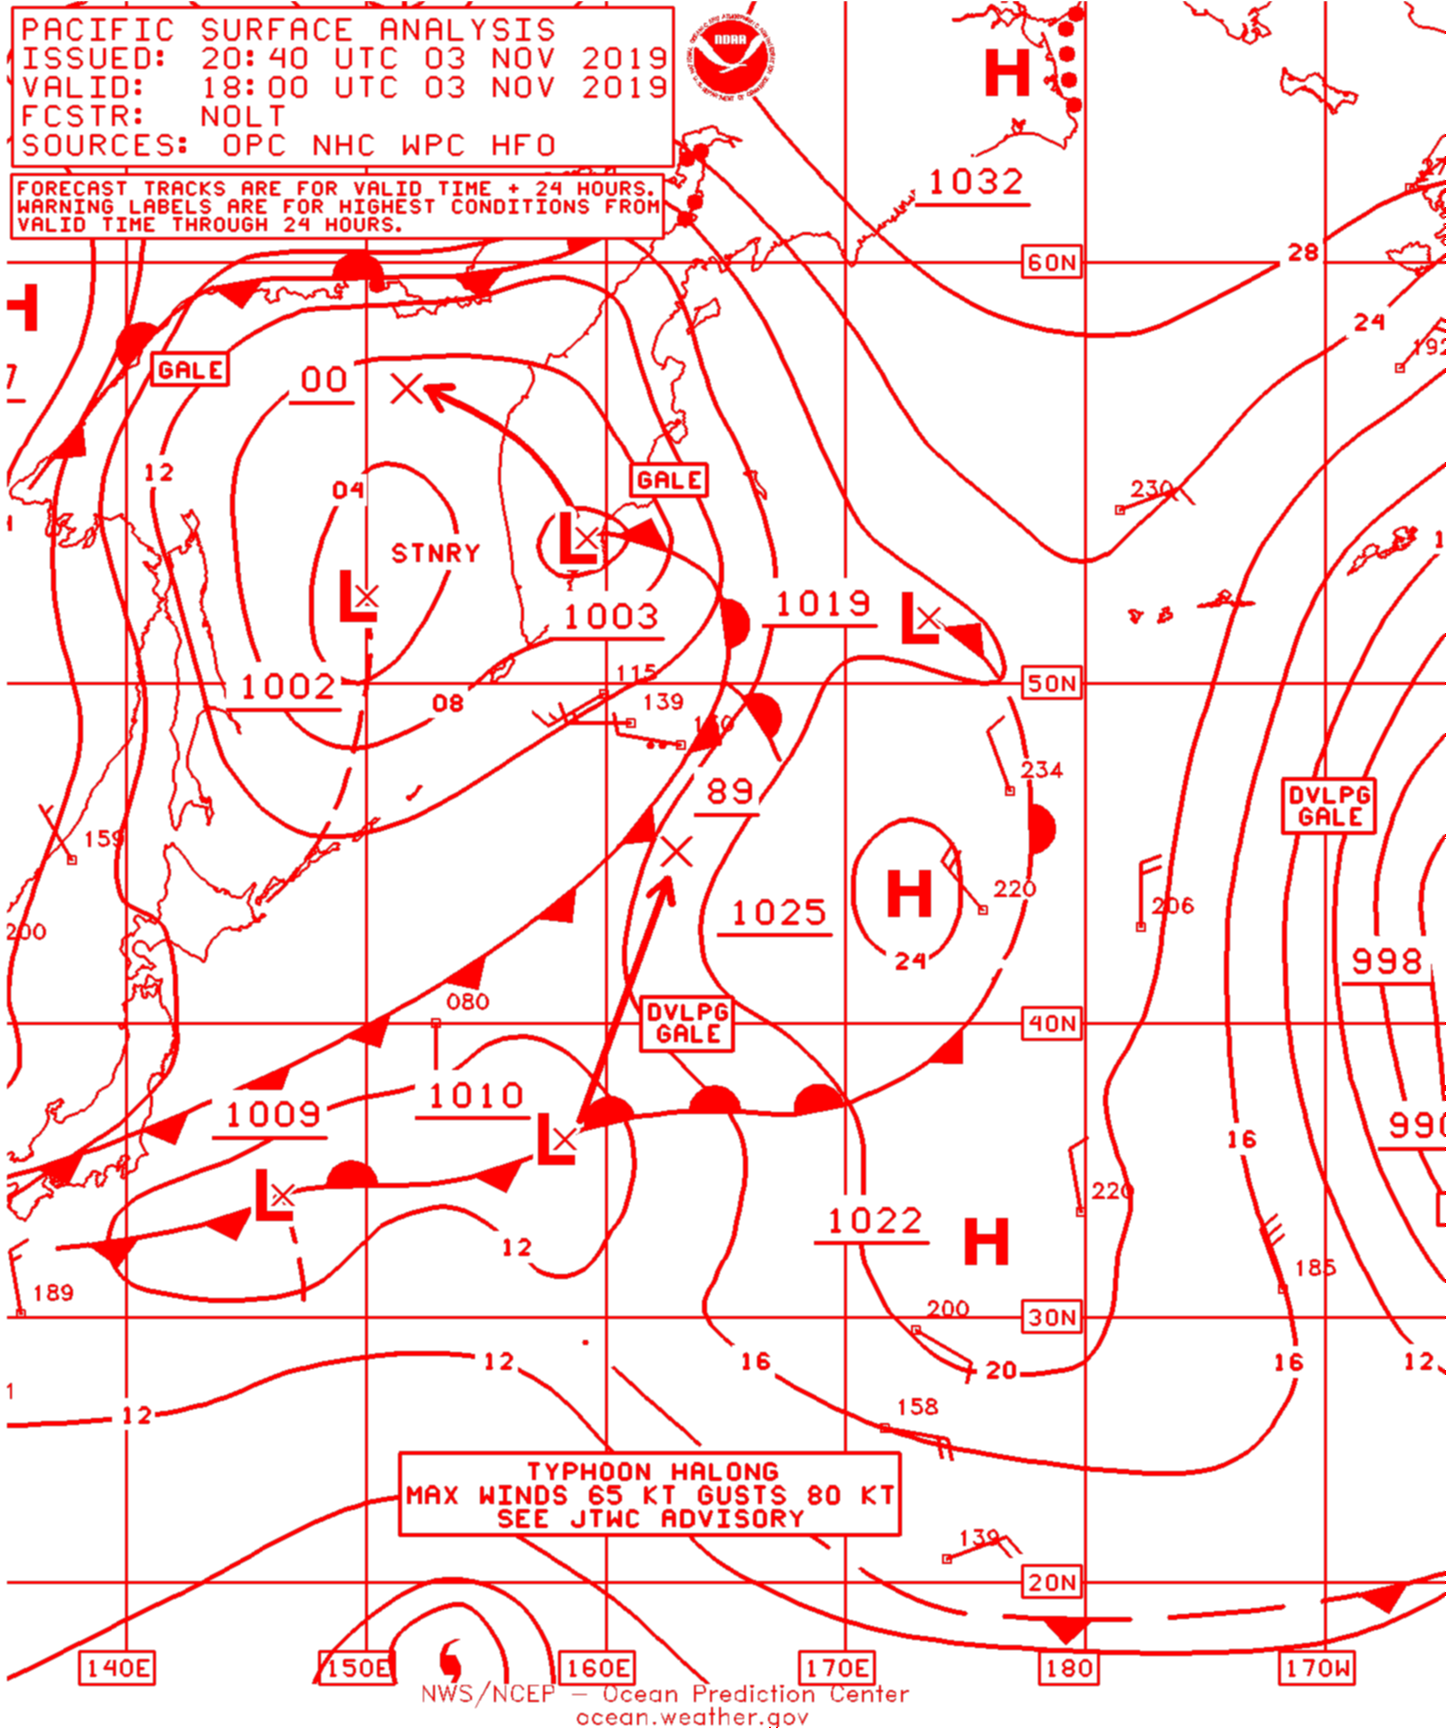 PACIFIC SURFACE ANALYSIS
ISSUED: 20:40 UTC 03 NOV 2019
VALID: 18:00 UTC 03 NOV 2019
FCSTR: NOLT
SOURCES: OPC NHC WPC HFO
NOAA
FORECAST TRACKS ARE FOR VALID TIME + 24 HOURS.
WARNING LABELS ARE FOR HIGHEST CONDITIONS FROM
VALID TIME THROUGH 24 HOURS.
H
1032
60N
28
24
H
192
7
GALE
00
12
04
GALE
230
STNRY
L
L
1003
1019
L
1002
50N
08
115
139
234
89
DVLPG
GALE
159
H
220
1025
206
200
24
998
080
DVLPG
GALE
40N
1009
1010
L
16
990
L
220
1022
H
12
189
185
200
30N
12
16
20
16
12
12
158
TYPHOON HALONG
MAX WINDS 65 KT GUSTS 80 KT
SEE JTWC ADVISORY
139
20N
140E
150E
160E
170E
180
170W
NWS/NCEP – Ocean Prediction Center
ocean.weather.gov